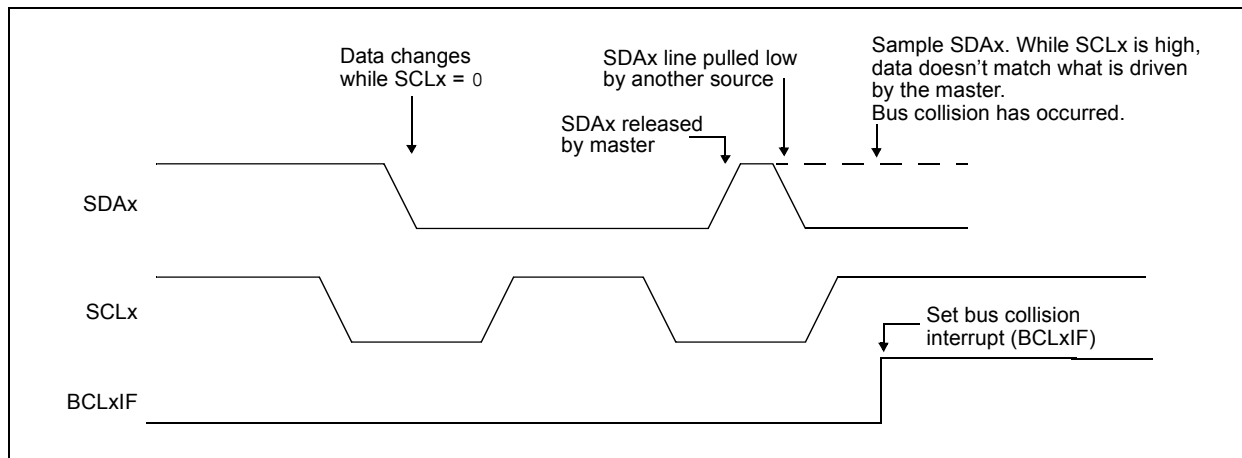 Data changes
while SCLx = 0
SDAx line pulled low
by another source
SDAx released
by master
Sample SDAx. While SCLx is high,
data doesn’t match what is driven
by the master.
Bus collision has occurred.
SDAx
SCLx
Set bus collision
interrupt (BCLxIF)
BCLxIF